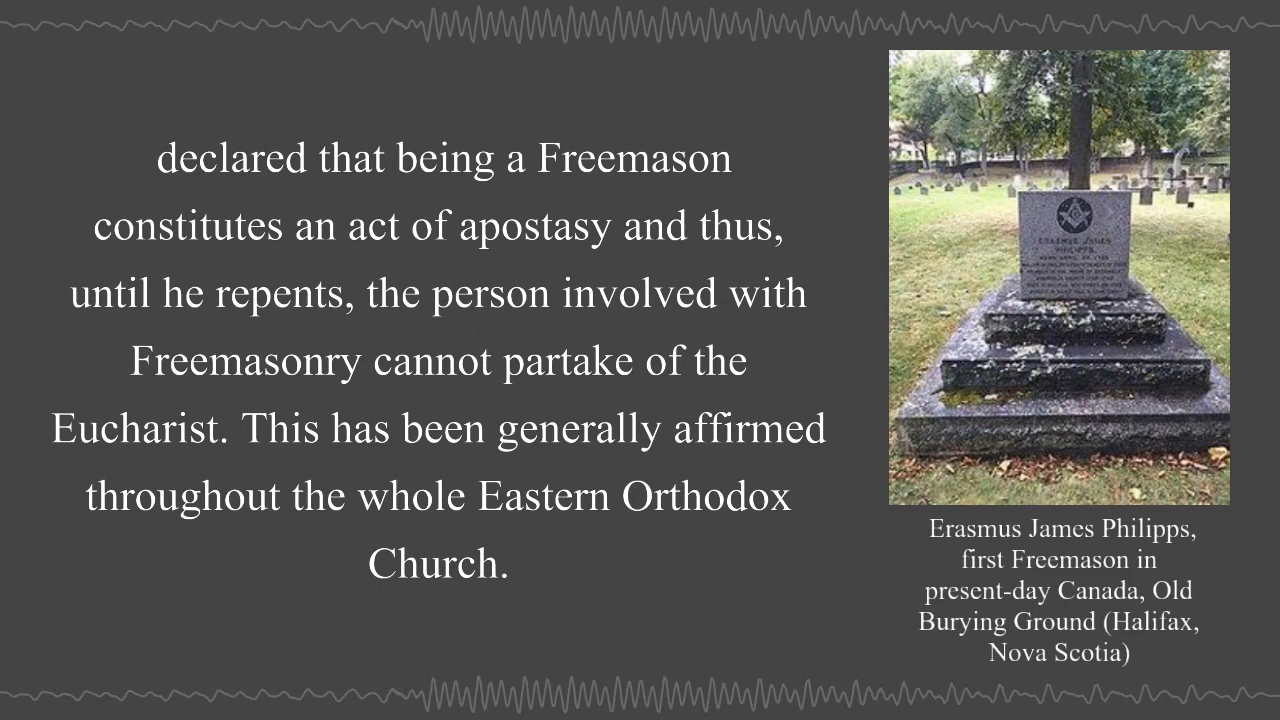 declared that being a Freemason
constitutes an act of apostasy and thus,
until he repents, the person involved with
Freemasonry cannot partake of the
Eucharist. This has been generally affirmed
throughout the whole Eastern Orthodox
Church.
ERASMUS JAMES
PHILIPPS
Erasmus James Philipps,
first Freemason in
present-day Canada, Old
Burying Ground (Halifax,
Nova Scotia)